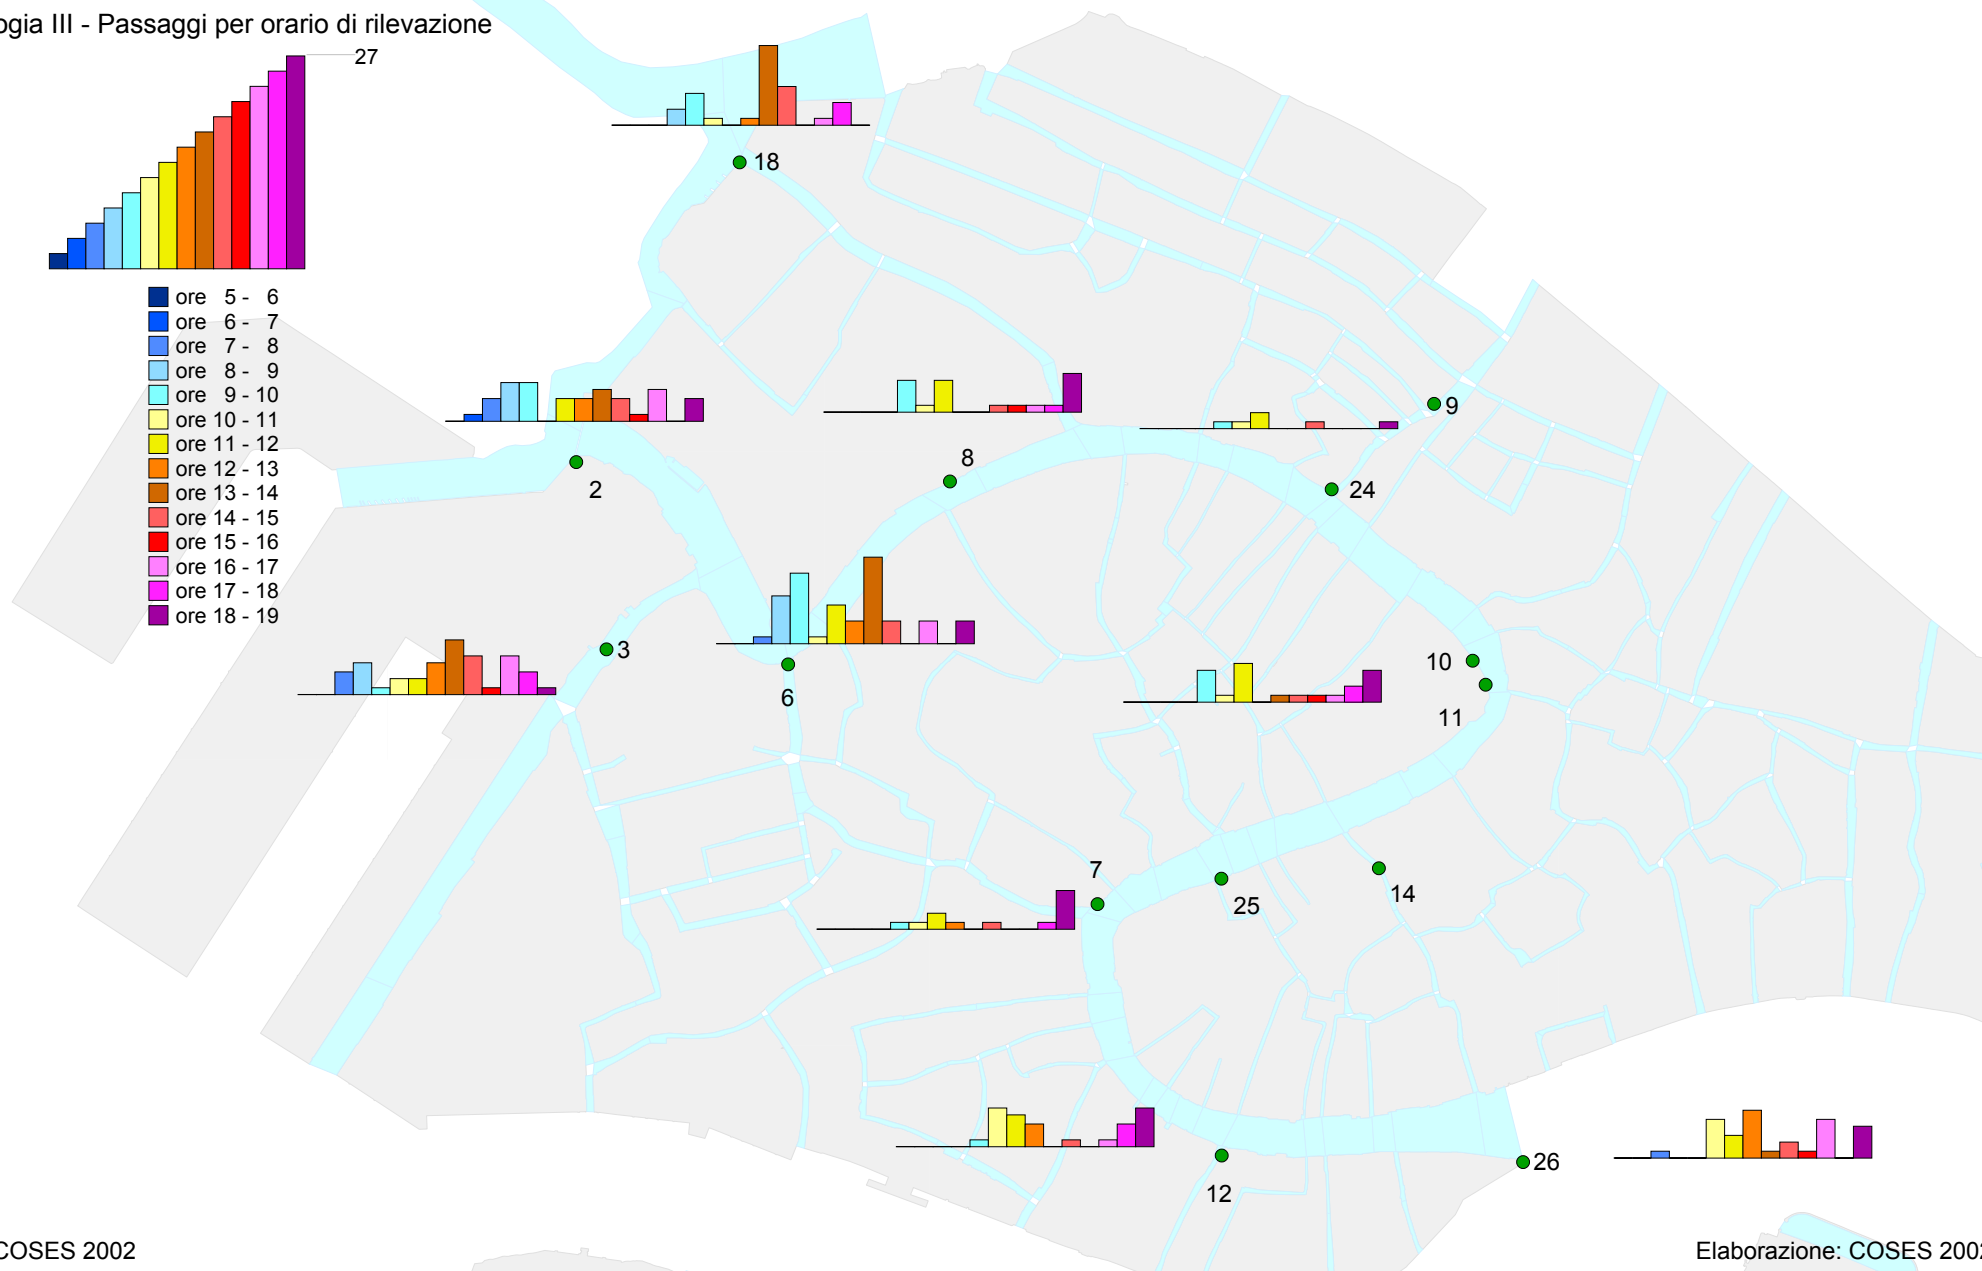 ogia III - Passaggi per orario di rilevazione
27
ore 5 - 6
ore 6 - 7
ore 7 - 8
ore 8 - 9
ore 9 - 10
ore 10 - 11
ore 11 - 12
ore 12 - 13
ore 13 - 14
ore 14 - 15
ore 15 - 16
ore 16 - 17
ore 17 - 18
ore 18 - 19
18
9
8
2
24
3
10
6
11
7
14
25
26
12
COSES 2002
Elaborazione: COSES 2002